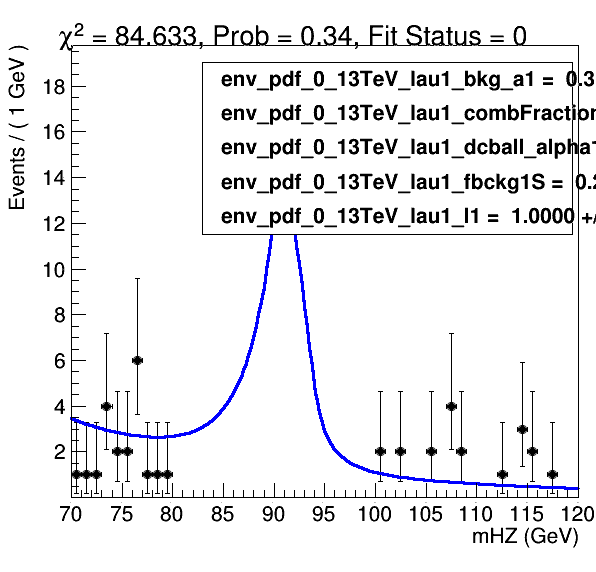 χ² = 84.633, Prob = 0.34, Fit Status = 0
env_pdf_0_13TeV_lau1_bkg_a1 = 0.3
env_pdf_0_13TeV_lau1_combFraction
env_pdf_0_13TeV_lau1_dcball_alpha
env_pdf_0_13TeV_lau1_fbckg1S = 0.2
env_pdf_0_13TeV_lau1_l1 = 1.0000 +/
Events / ( 1 GeV )
18
16
14
12
10
8
6
4
2
70 75 80 85 90 95 100 105 110 115 120
mHZ (GeV)